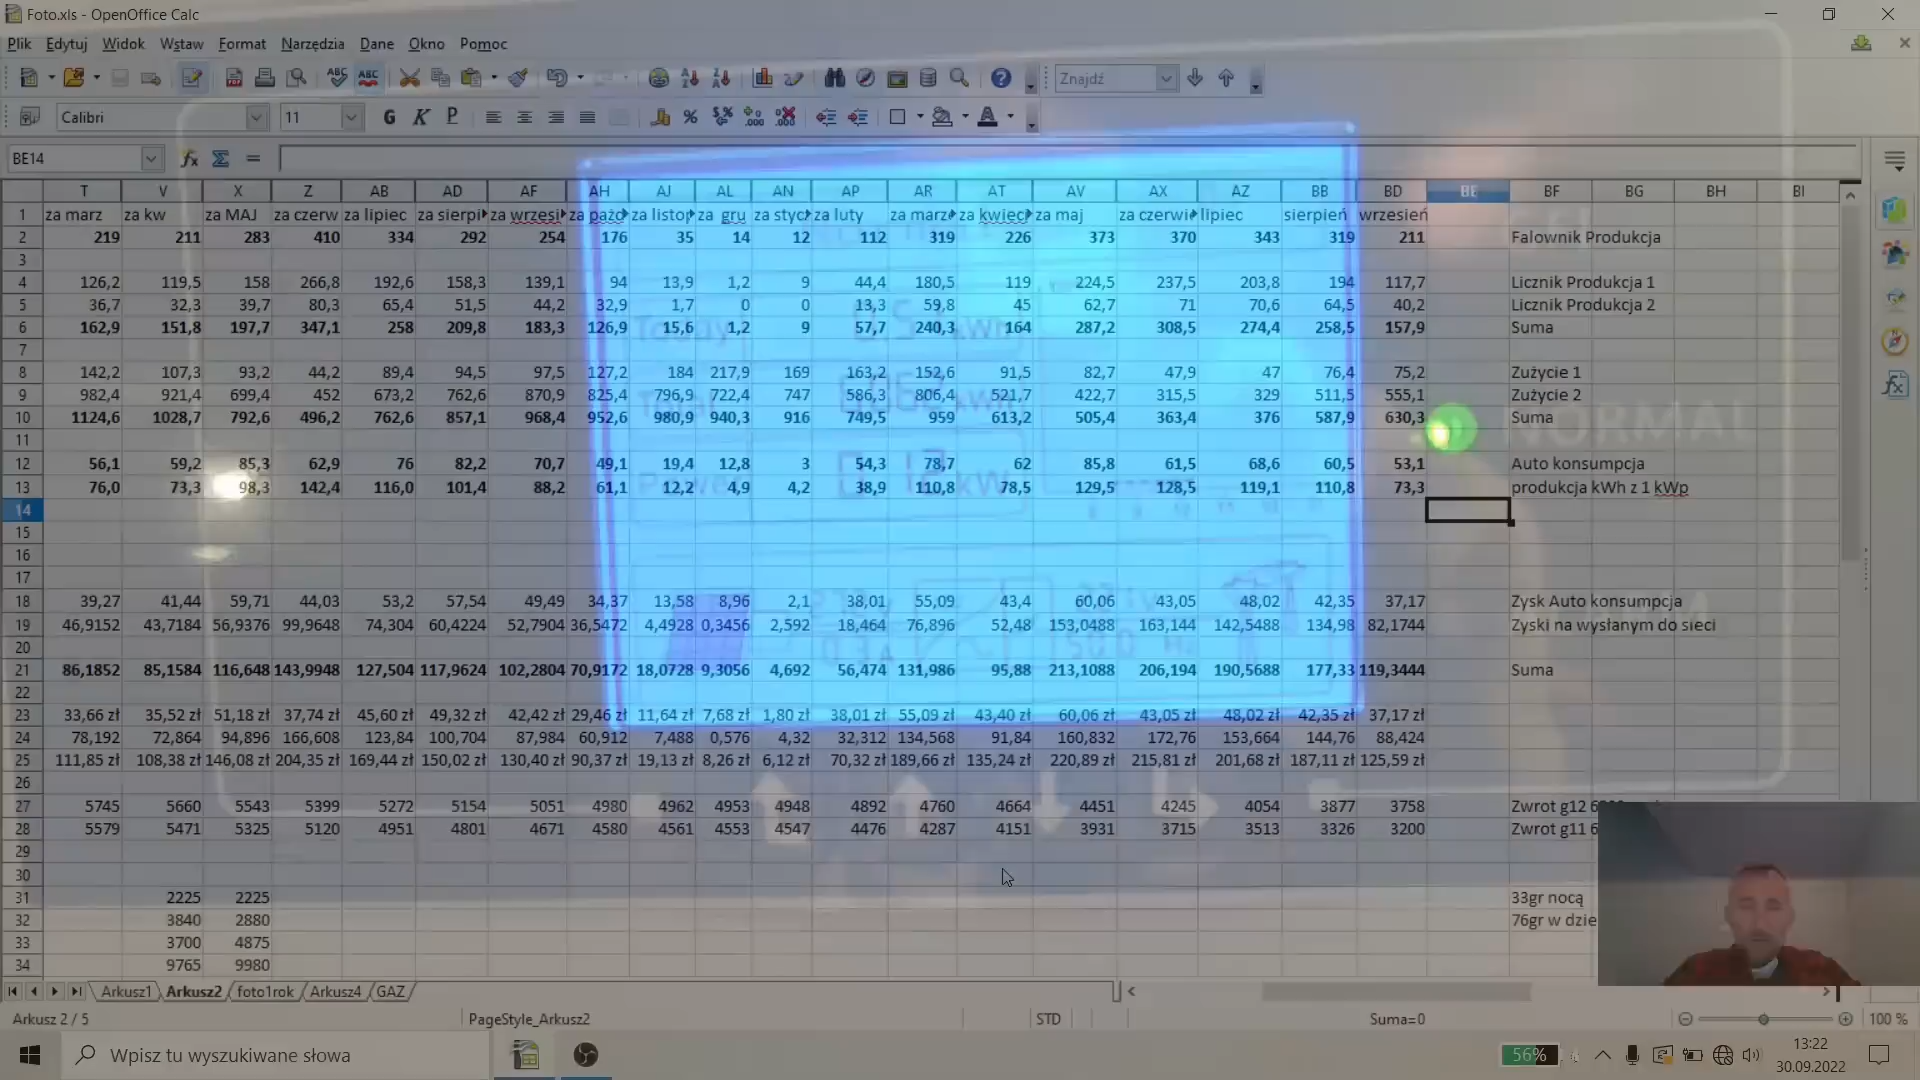 Foto.xls - OpenOffice Calc
Plik Edytuj Widok Wstaw Format Narzędzia Dane Okno Pomoc
Znajdź
Calibri 11 G K P
BE14
T V X Z AB AD AF AH AJ AL AN AP AR AT AV AX AZ BB BD BE BF BG BH BI
1 za marz za kw za MAJ za czerw za lipiec za sierpi za wrześi za paźd za listop za gru za stycz za luty za marze za kwieci za maj za czerwie lipiec sierpień wrzesień
2 219 211 283 410 334 292 254 176 35 14 12 112 319 226 373 370 343 319 211 Falownik Produkcja
3
4 126,2 119,5 158 266,8 192,6 158,3 139,1 94 13,9 1,2 9 44,4 180,5 119 224,5 237,5 203,8 194 117,7 Licznik Produkcja 1
5 36,7 32,3 39,7 80,3 65,4 51,5 44,2 32,9 1,7 0 0 13,3 59,8 45 62,7 71 70,6 64,5 40,2 Licznik Produkcja 2
6 162,9 151,8 197,7 347,1 258 209,8 183,3 126,9 15,6 1,2 9 57,7 240,3 164 287,2 308,5 274,4 258,5 157,9 Suma
7
8 142,2 107,3 93,2 44,2 89,4 94,5 97,5 127,2 184 217,9 169 163,2 152,6 91,5 82,7 47,9 47 76,4 75,2 Zużycie 1
9 982,4 921,4 699,4 452 673,2 762,6 870,9 825,4 796,9 722,4 747 586,3 806,4 521,7 422,7 315,5 329 511,5 555,1 Zużycie 2
10 1124,6 1028,7 792,6 496,2 762,6 857,1 968,4 952,6 980,9 940,3 916 749,5 959 613,2 505,4 363,4 376 587,9 630,3 Suma
NORMAL
11
12 56,1 59,2 85,3 62,9 76 82,2 70,7 49,1 19,4 12,8 3 54,3 78,7 62 85,8 61,5 68,6 60,5 53,1 Auto konsumpcja
13 76,0 73,3 98,3 142,4 116,0 101,4 88,2 61,1 12,2 4,9 4,2 38,9 110,8 78,5 129,5 128,5 119,1 110,8 73,3 produkcja kWh z 1 kWp
14
15
16
17
18 39,27 41,44 59,71 44,03 53,2 57,54 49,49 34,37 13,58 8,96 2,1 38,01 55,09 43,4 60,06 43,05 48,02 42,35 37,17 Zysk Auto konsumpcja
19 46,9152 43,7184 56,9376 99,9648 74,304 60,4224 52,7904 36,5472 4,4928 0,3456 2,592 18,464 76,896 52,48 153,0488 163,144 142,5488 134,98 82,1744 Zyski na wysłanym do sieci
20
21 86,1852 85,1584 116,648 143,9948 127,504 117,9624 102,2804 70,9172 18,0728 9,3056 4,692 56,474 131,986 95,88 213,1088 206,194 190,5688 177,33 119,3444 Suma
22
23 33,66 zł 35,52 zł 51,18 zł 37,74 zł 45,60 zł 49,32 zł 42,42 zł 29,46 zł 11,64 zł 7,68 zł 1,80 zł 38,01 zł 55,09 zł 43,40 zł 60,06 zł 43,05 zł 48,02 zł 42,35 zł 37,17 zł
24 78,192 72,864 94,896 166,608 123,84 100,704 87,984 60,912 7,488 0,576 4,32 32,312 134,568 91,84 160,832 172,76 153,664 144,76 88,424
25 111,85 zł 108,38 zł 146,08 zł 204,35 zł 169,44 zł 150,02 zł 130,40 zł 90,37 zł 19,13 zł 8,26 zł 6,12 zł 70,32 zł 189,66 zł 135,24 zł 220,89 zł 215,81 zł 201,68 zł 187,11 zł 125,59 zł
26
27 5745 5660 5543 5399 5272 5154 5051 4980 4962 4953 4948 4892 4760 4664 4451 4245 4054 3877 3758 Zwrot g12
28 5579 5471 5325 5120 4951 4801 4671 4580 4561 4553 4547 4476 4287 4151 3931 3715 3513 3326 3200 Zwrot g11
29
30
31 2225 2225 33gr nocą
32 3840 2880 76gr w dzie
33 3700 4875
34 9765 9980
Arkusz1 Arkusz2 foto1rok Arkusz4 GAZ
Arkusz 2 / 5 PageStyle_Arkusz2 STD Suma=0 100 %
Wpisz tu wyszukiwane słowa 56% 13:22
30.09.2022